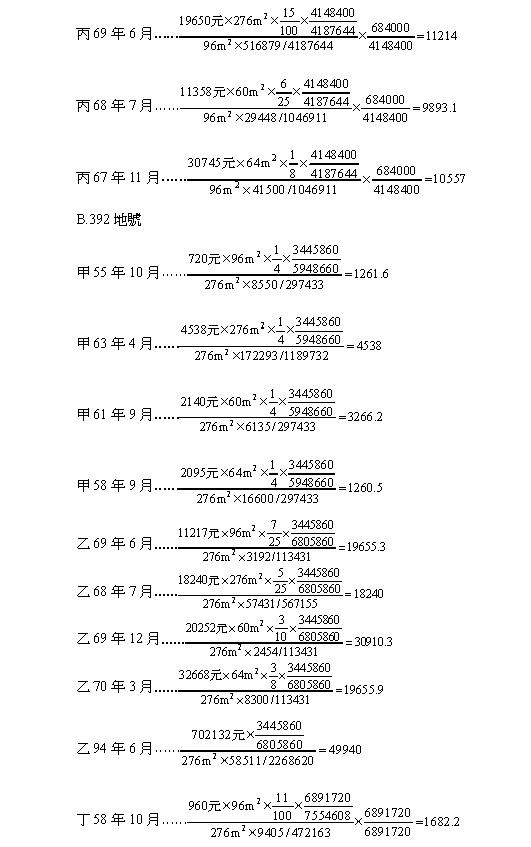 丙69年6月……19650元×276m²×15/100×4148400/4187644 / 96m²×516879/4187644 ×684000/4148400=11214
丙68年7月……11358元×60m²×6/25×4148400/4187644 / 96m²×29448/1046911 ×684000/4148400=9893.1
丙67年11月……30745元×64m²×1/8×4148400/4187644 / 96m²×41500/1046911 ×684000/4148400=10557
B.392地號
甲55年10月……720元×96m²×1/4×3445860/5948660 / 276m²×8550/297433 =1261.6
甲63年4月……4538元×276m²×1/4×3445860/5948660 / 276m²×172293/1189732 =4538
甲61年9月……2140元×60m²×1/4×3445860/5948660 / 276m²×6135/297433 =3266.2
甲58年9月……2095元×64m²×1/4×3445860/5948660 / 276m²×16600/297433 =1260.5
乙69年6月……11217元×96m²×7/25×3445860/6805860 / 276m²×3192/113431 =19655.3
乙68年7月……18240元×276m²×5/25×3445860/6805860 / 276m²×57431/567155 =18240
乙69年12月……20252元×60m²×3/10×3445860/6805860 / 276m²×2454/113431 =30910.3
乙70年3月……32668元×64m²×3/8×3445860/6805860 / 276m²×8300/113431 =19655.9
乙94年6月……702132元×3445860/6805860 / 276m²×58511/2268620 =49940
丁58年10月……960元×96m²×11/100×6891720/7554608 / 276m²×9405/472163 ×6891720/6891720=1682.2